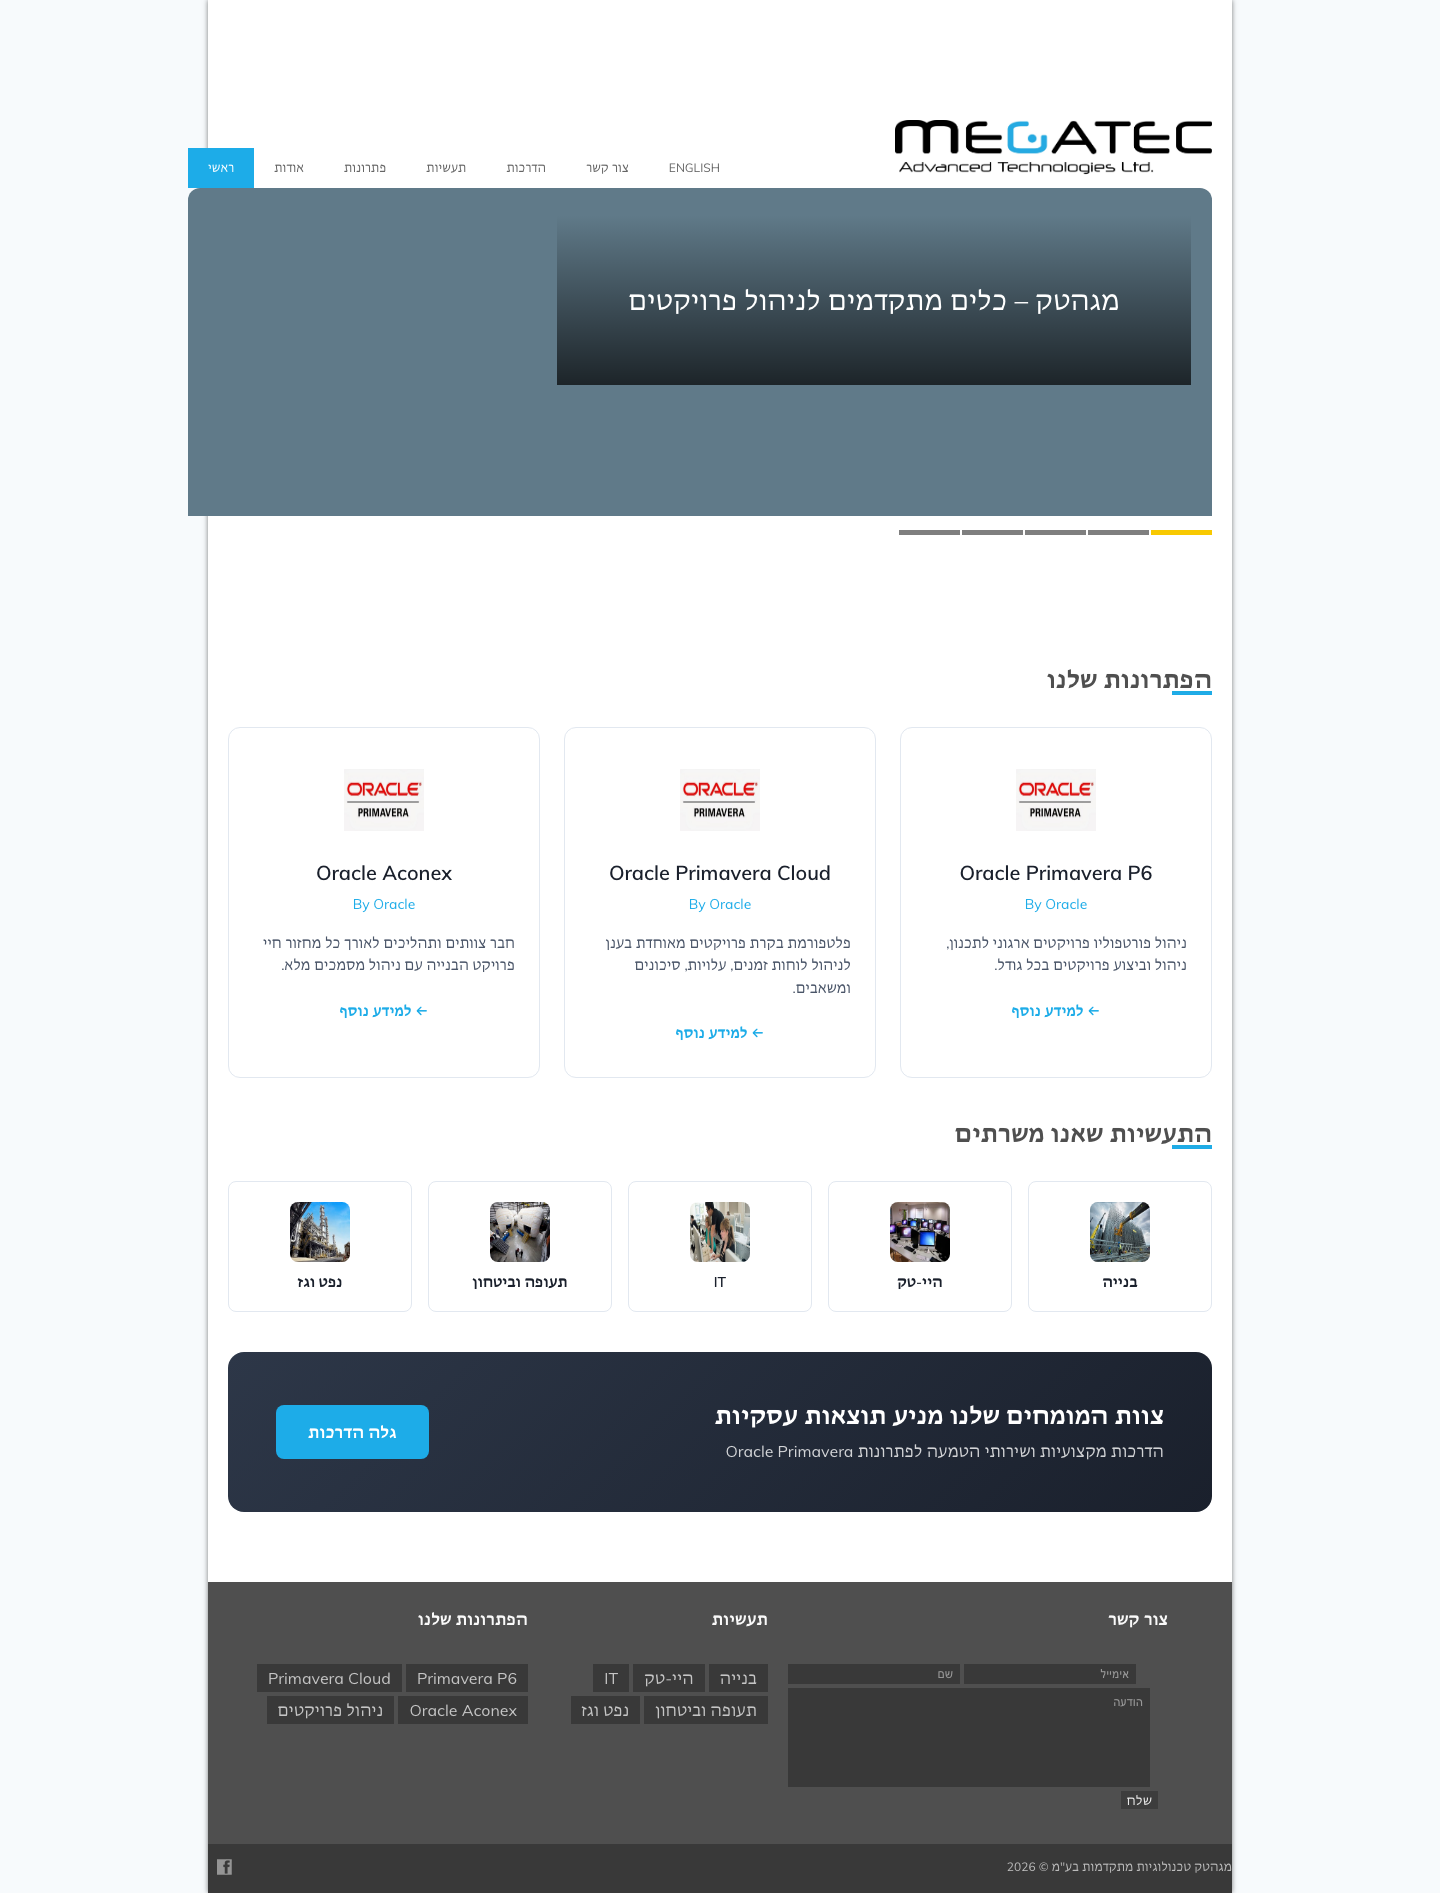 MEGATEC
Advanced Technologies Ltd.
ראשי
אודות
פתרונות
תעשיות
הדרכות
צור קשר
ENGLISH
מגהטק – כלים מתקדמים לניהול פרויקטים
הפתרונות שלנו
ORACLE
PRIMAVERA
Oracle Primavera P6
By Oracle
ניהול פורטפוליו פרויקטים ארגוני לתכנון,
ניהול וביצוע פרויקטים בכל גודל.
← למידע נוסף
ORACLE
PRIMAVERA
Oracle Primavera Cloud
By Oracle
פלטפורמת בקרת פרויקטים מאוחדת בענן
לניהול לוחות זמנים, עלויות, סיכונים
ומשאבים.
← למידע נוסף
ORACLE
PRIMAVERA
Oracle Aconex
By Oracle
חבר צוותים ותהליכים לאורך כל מחזור חיי
פרויקט הבנייה עם ניהול מסמכים מלא.
← למידע נוסף
התעשיות שאנו משרתים
בנייה
היי-טק
IT
תעופה וביטחון
נפט וגז
צוות המומחים שלנו מניע תוצאות עסקיות
הדרכות מקצועיות ושירותי הטמעה לפתרונות Oracle Primavera
גלה הדרכות
צור קשר
אימייל
שם
הודעה
שלח
תעשיות
בנייה
היי-טק
IT
תעופה וביטחון
נפט וגז
הפתרונות שלנו
Primavera P6
Primavera Cloud
Oracle Aconex
ניהול פרויקטים
מגהטק טכנולוגיות מתקדמות בע"מ © 2026